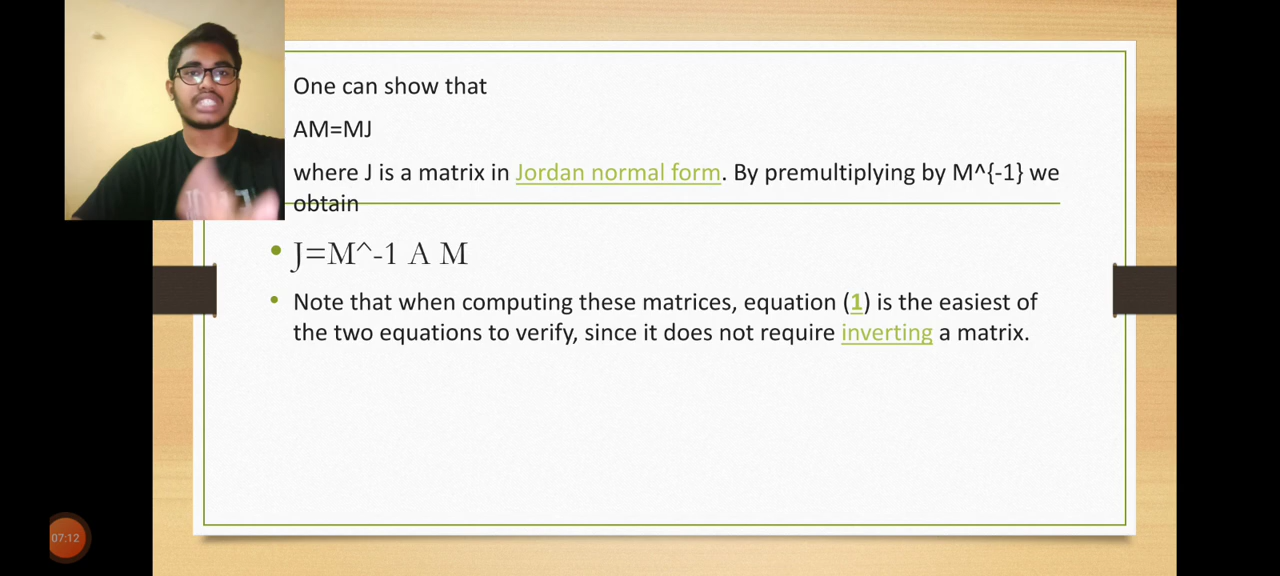 One can show that
AM=MJ
where J is a matrix in Jordan normal form. By premultiplying by M^{-1} we
obtain
• J=M^-1 A M
• Note that when computing these matrices, equation (1) is the easiest of
the two equations to verify, since it does not require inverting a matrix.
07:12